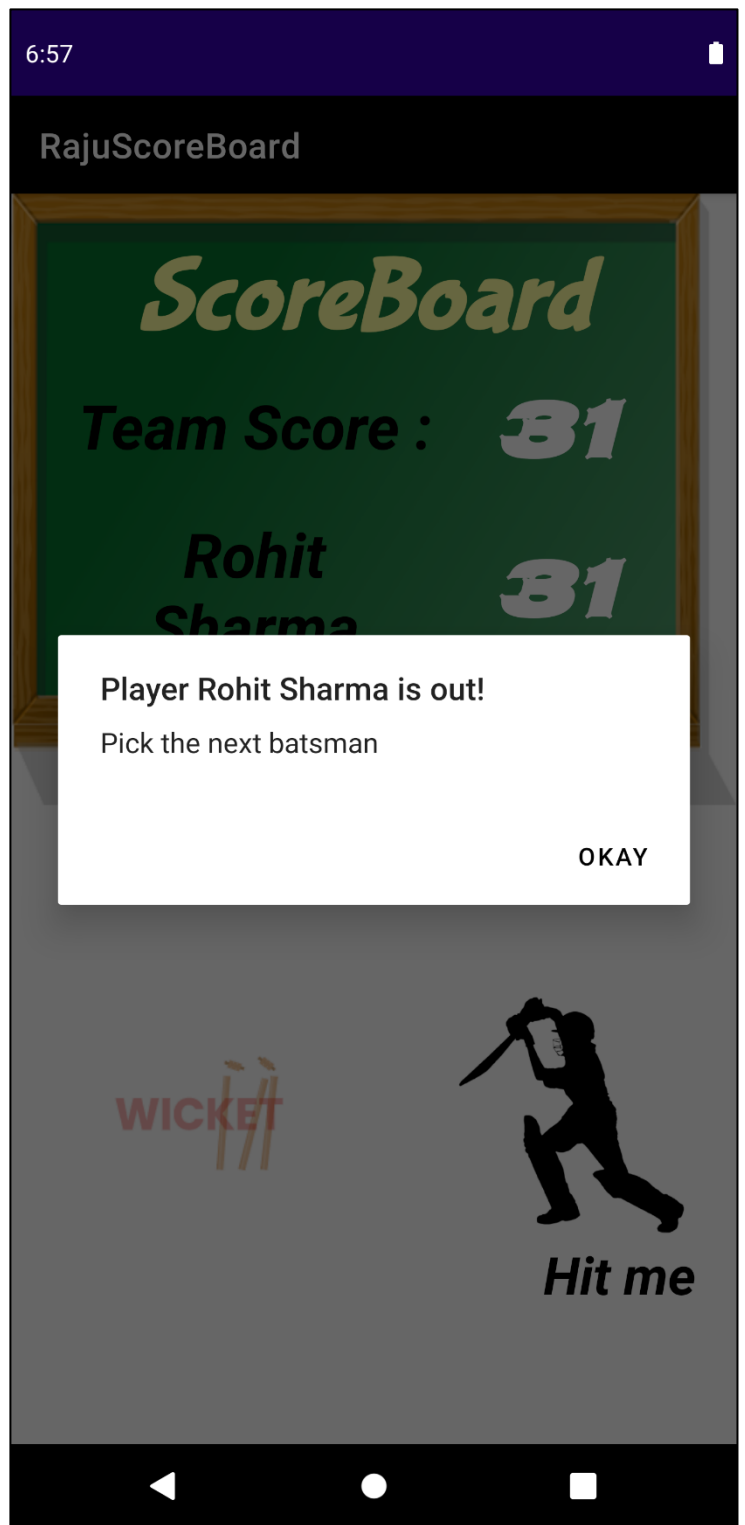 6:57
RajuScoreBoard
ScoreBoard
Team Score : 31
Rohit
Sharma 31
Player Rohit Sharma is out!
Pick the next batsman
OKAY
WICKET
Hit me